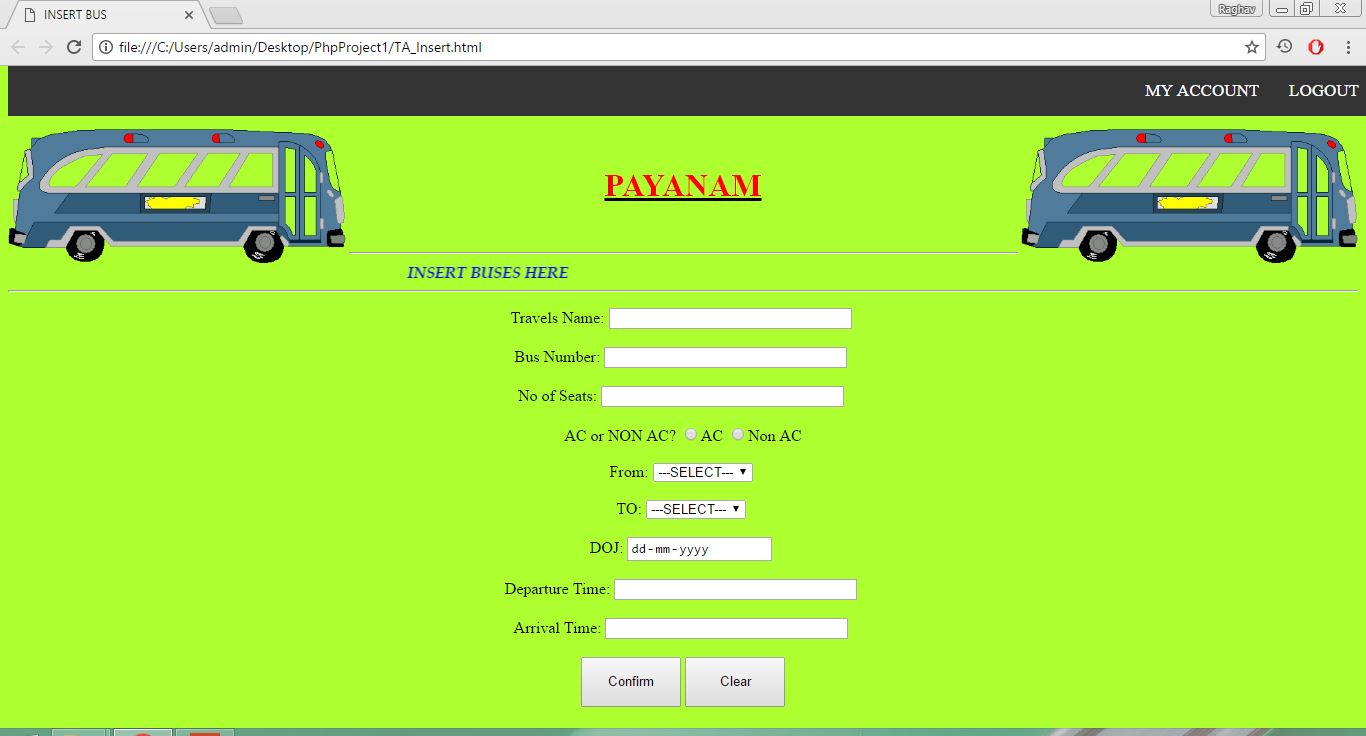 INSERT BUS
Raghav
file:///C:/Users/admin/Desktop/PhpProject1/TA_Insert.html
MY ACCOUNT LOGOUT
PAYANAM
INSERT BUSES HERE
Travels Name:
Bus Number:
No of Seats:
AC or NON AC? AC Non AC
From: ---SELECT---
TO: ---SELECT---
DOJ: dd-mm-yyyy
Departure Time:
Arrival Time:
Confirm Clear